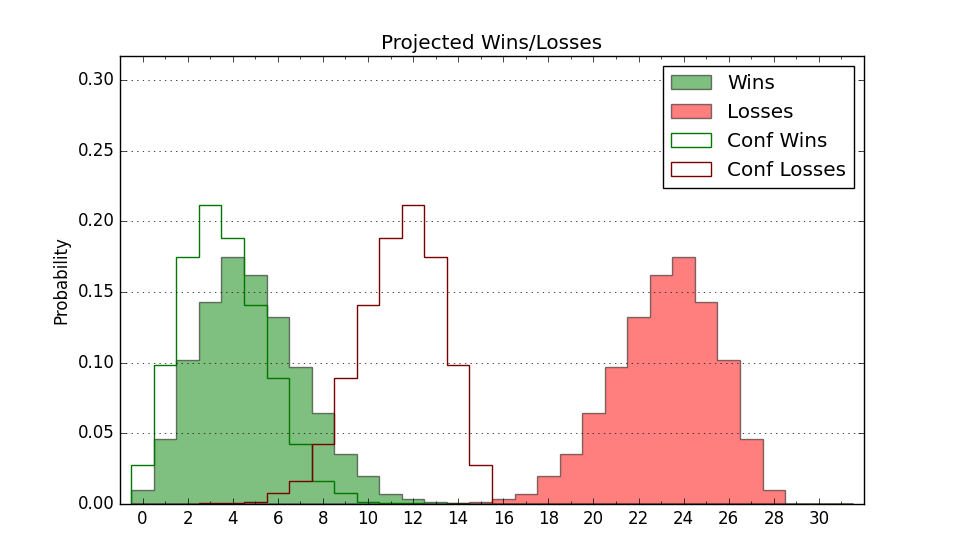 Projected Wins/Losses
Probability
0.30
0.25
0.20
0.15
0.10
0.05
0.00
Wins
Losses
Conf Wins
Conf Losses
0 2 4 6 8 10 12 14 16 18 20 22 24 26 28 30